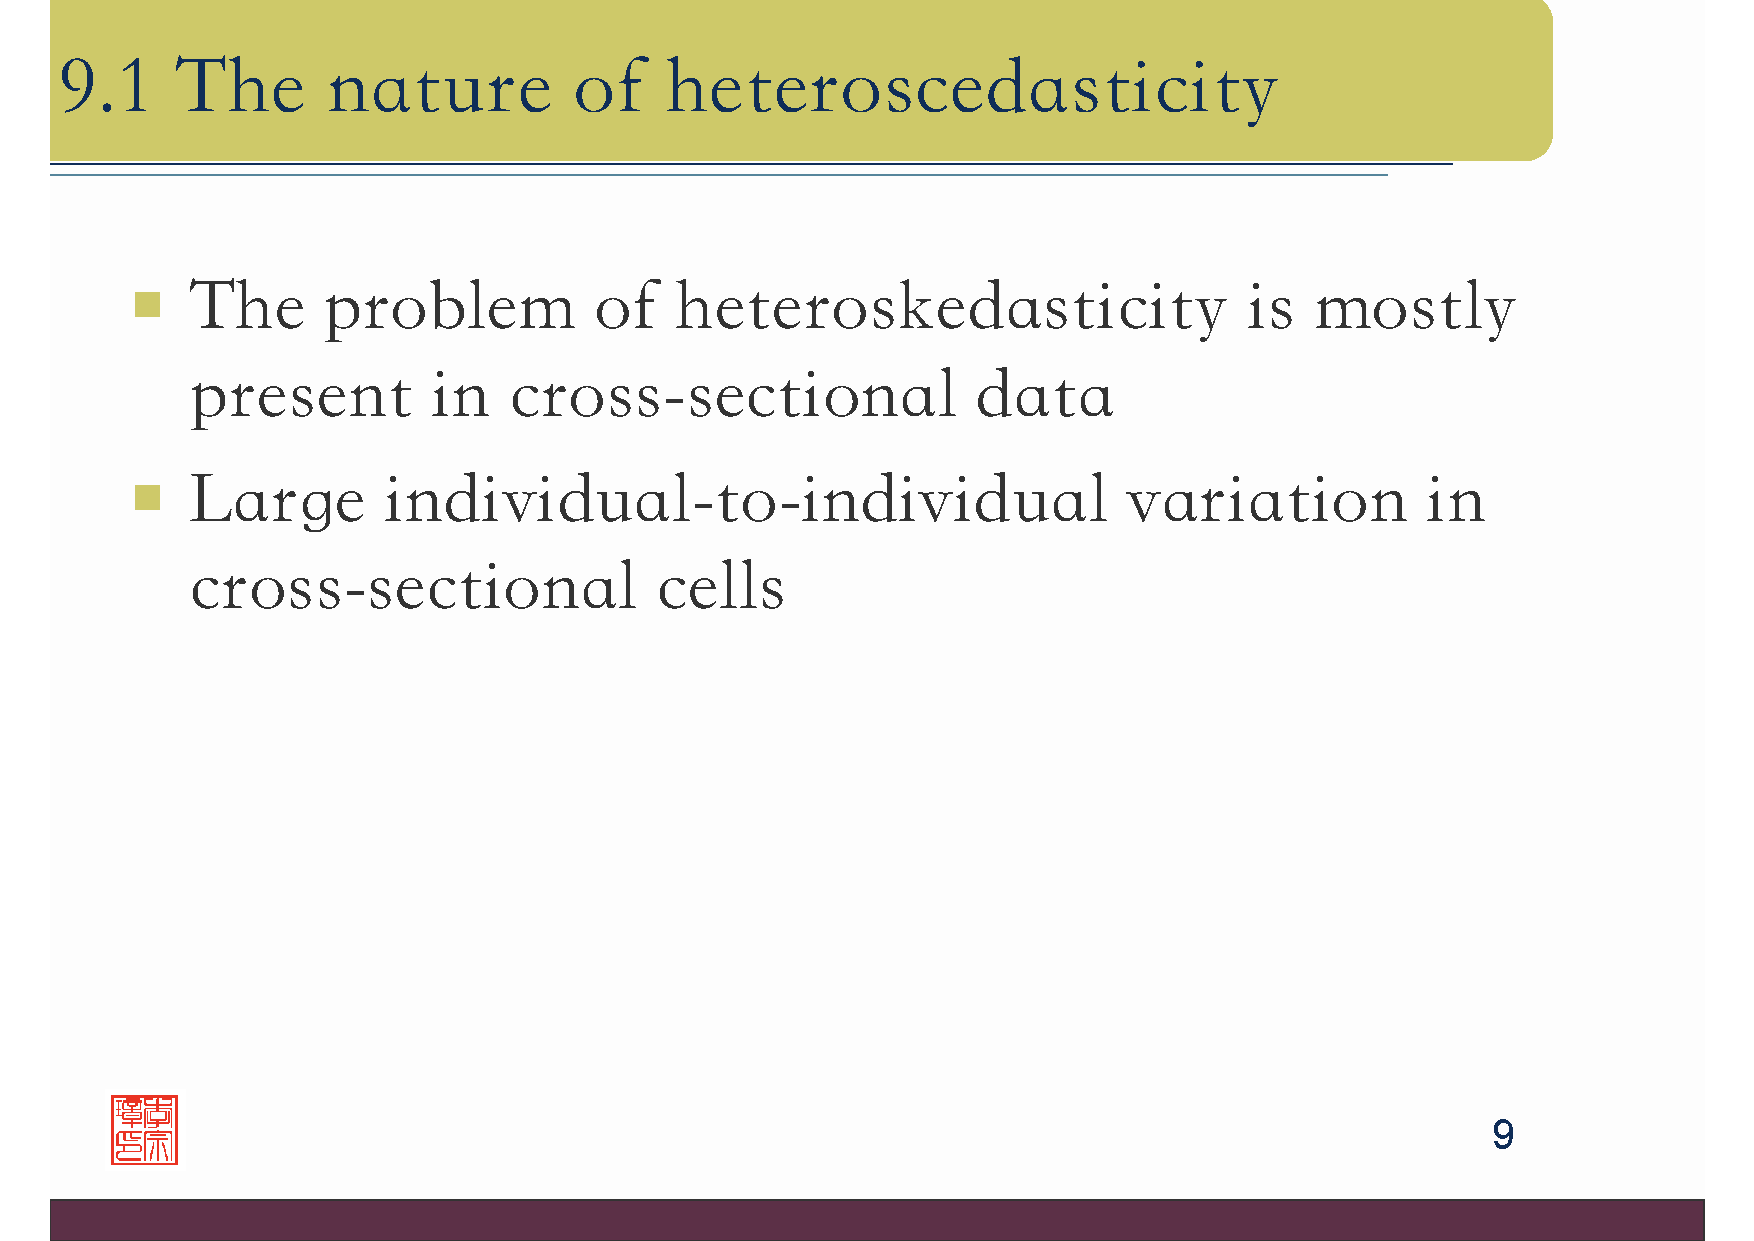 9.1 The nature of heteroscedasticity
The problem of heteroskedasticity is mostly
present in cross-sectional data
Large individual-to-individual variation in
cross-sectional cells
9